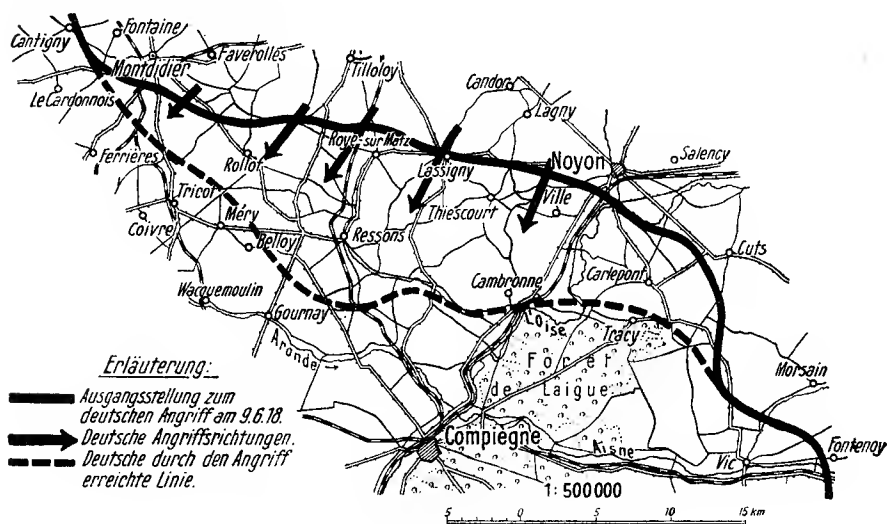 Cantigny
Fontaine
Faverolles
Montdidier
Le Cardonnois
Tilloloy
Candor
Lagny
Ferrières
Rollot
Roye-sur-Matz
Lassigny
Noyon
Salency
Tricot
Coivre
Méry
Belloy
Ressons
Thiescourt
Ville
Cuts
Wacquemoulin
Gournay
Cambronne
Carlepont
Aronde
L'oise
Tracy
Forêt
de Laigue
Morsain
Compiègne
Aisne
Vic
Fontenoy
Erläuterung:
Ausgangsstellung zum
deutschen Angriff am 9.6.18.
Deutsche Angriffsrichtungen.
Deutsche durch den Angriff
erreichte Linie.
1:500000
5 0 5 10 15 km